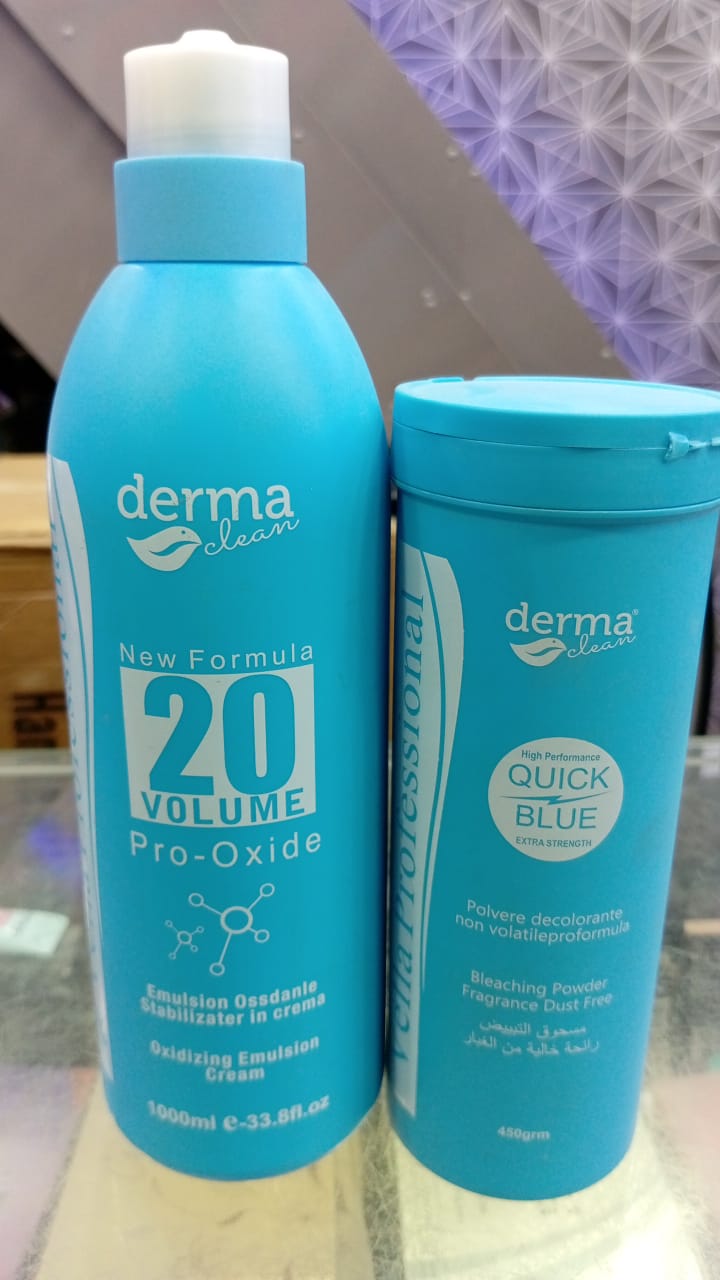 derma
clean
New Formula
20
VOLUME
Pro-Oxide
Emulsion Ossdanle
Stabilizater in crema
Oxidizing Emulsion
Cream
1000ml e-33.8fl.oz
Professional
derma®
clean
High Performance
QUICK
BLUE
EXTRA STRENGTH
Polvere decolorante
non volatileproformula
Bleaching Powder
Fragrance Dust Free
مسحوق التبييض
رائحة خالية من الغبار
450grm